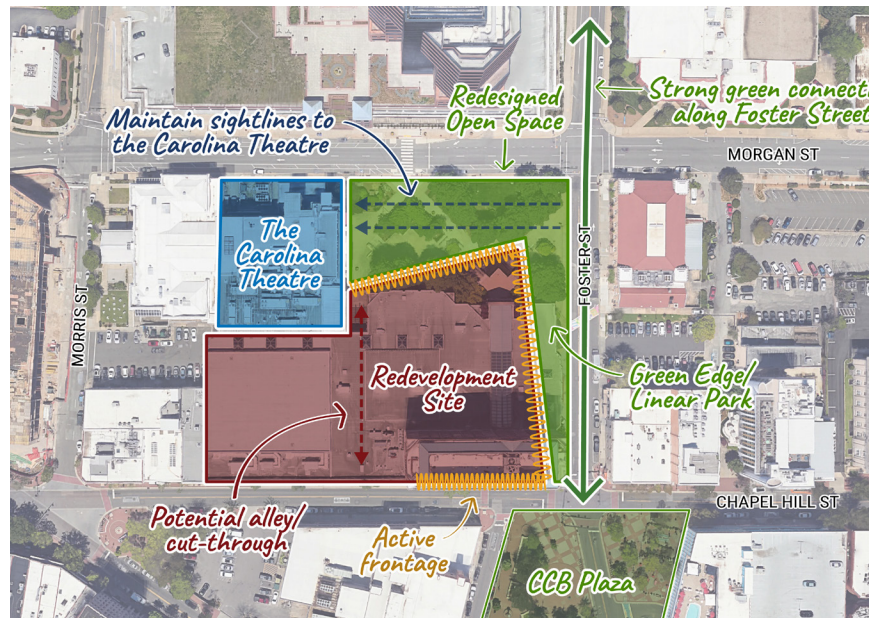 Strong green connecti
along Foster Street
Redesigned
Open Space
Maintain sightlines to
the Carolina Theatre
MORGAN ST
The
Carolina
Theatre
FOSTER ST
MORRIS ST
Redevelopment
Site
Green Edge/
Linear Park
CHAPEL HILL ST
Potential alley/
cut-through
Active
frontage
CCB Plaza